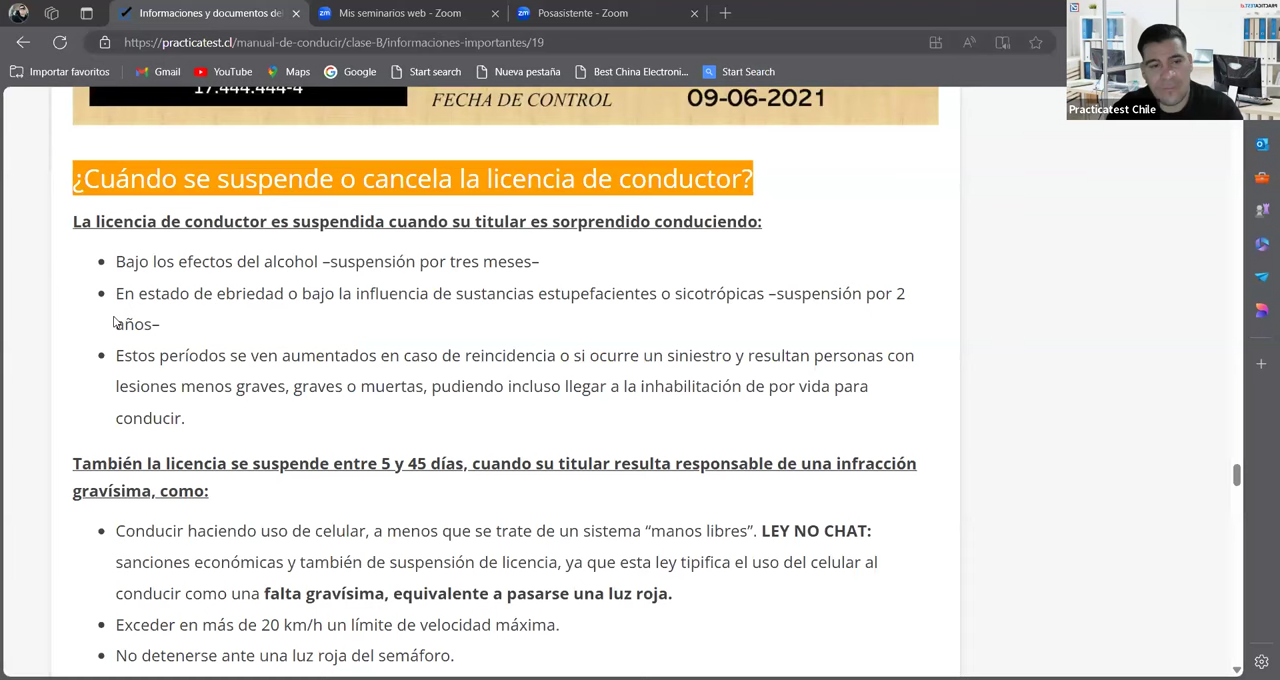 Informaciones y documentos del
Mis seminarios web - Zoom
Posasistente - Zoom
https://practicatest.cl/manual-de-conducir/clase-B/informaciones-importantes/19
Importar favoritos
Gmail
YouTube
Maps
Google
Start search
Nueva pestaña
Best China Electroni...
Start Search
Practicatest Chile
17.444.444-4
FECHA DE CONTROL
09-06-2021
¿Cuándo se suspende o cancela la licencia de conductor?
La licencia de conductor es suspendida cuando su titular es sorprendido conduciendo:
Bajo los efectos del alcohol –suspensión por tres meses–
En estado de ebriedad o bajo la influencia de sustancias estupefacientes o sicotrópicas –suspensión por 2
años–
Estos períodos se ven aumentados en caso de reincidencia o si ocurre un siniestro y resultan personas con
lesiones menos graves, graves o muertas, pudiendo incluso llegar a la inhabilitación de por vida para
conducir.
También la licencia se suspende entre 5 y 45 días, cuando su titular resulta responsable de una infracción
gravísima, como:
Conducir haciendo uso de celular, a menos que se trate de un sistema “manos libres”. LEY NO CHAT:
sanciones económicas y también de suspensión de licencia, ya que esta ley tipifica el uso del celular al
conducir como una falta gravísima, equivalente a pasarse una luz roja.
Exceder en más de 20 km/h un límite de velocidad máxima.
No detenerse ante una luz roja del semáforo.